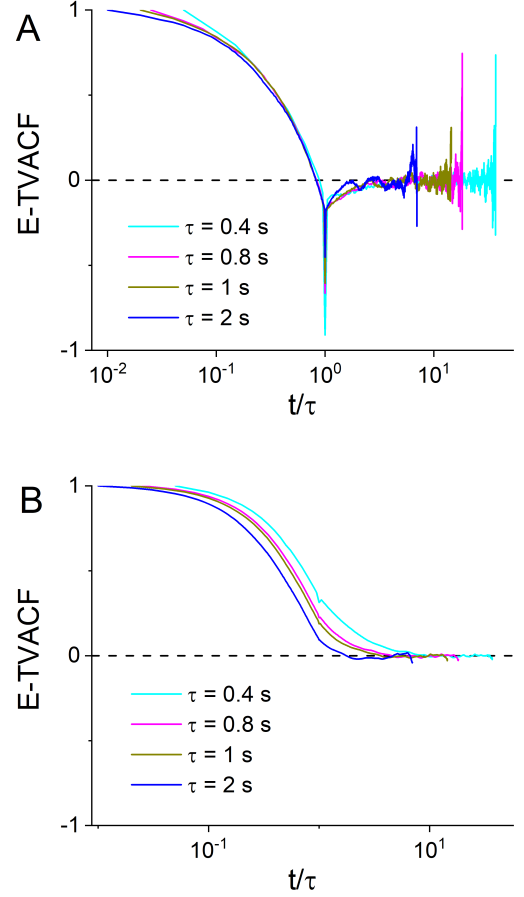 A
1
0
-1
E-TVACF
τ = 0.4 s
τ = 0.8 s
τ = 1 s
τ = 2 s
10⁻² 10⁻¹ 10⁰ 10¹
t/τ
B
1
0
-1
E-TVACF
τ = 0.4 s
τ = 0.8 s
τ = 1 s
τ = 2 s
10⁻¹ 10¹
t/τ